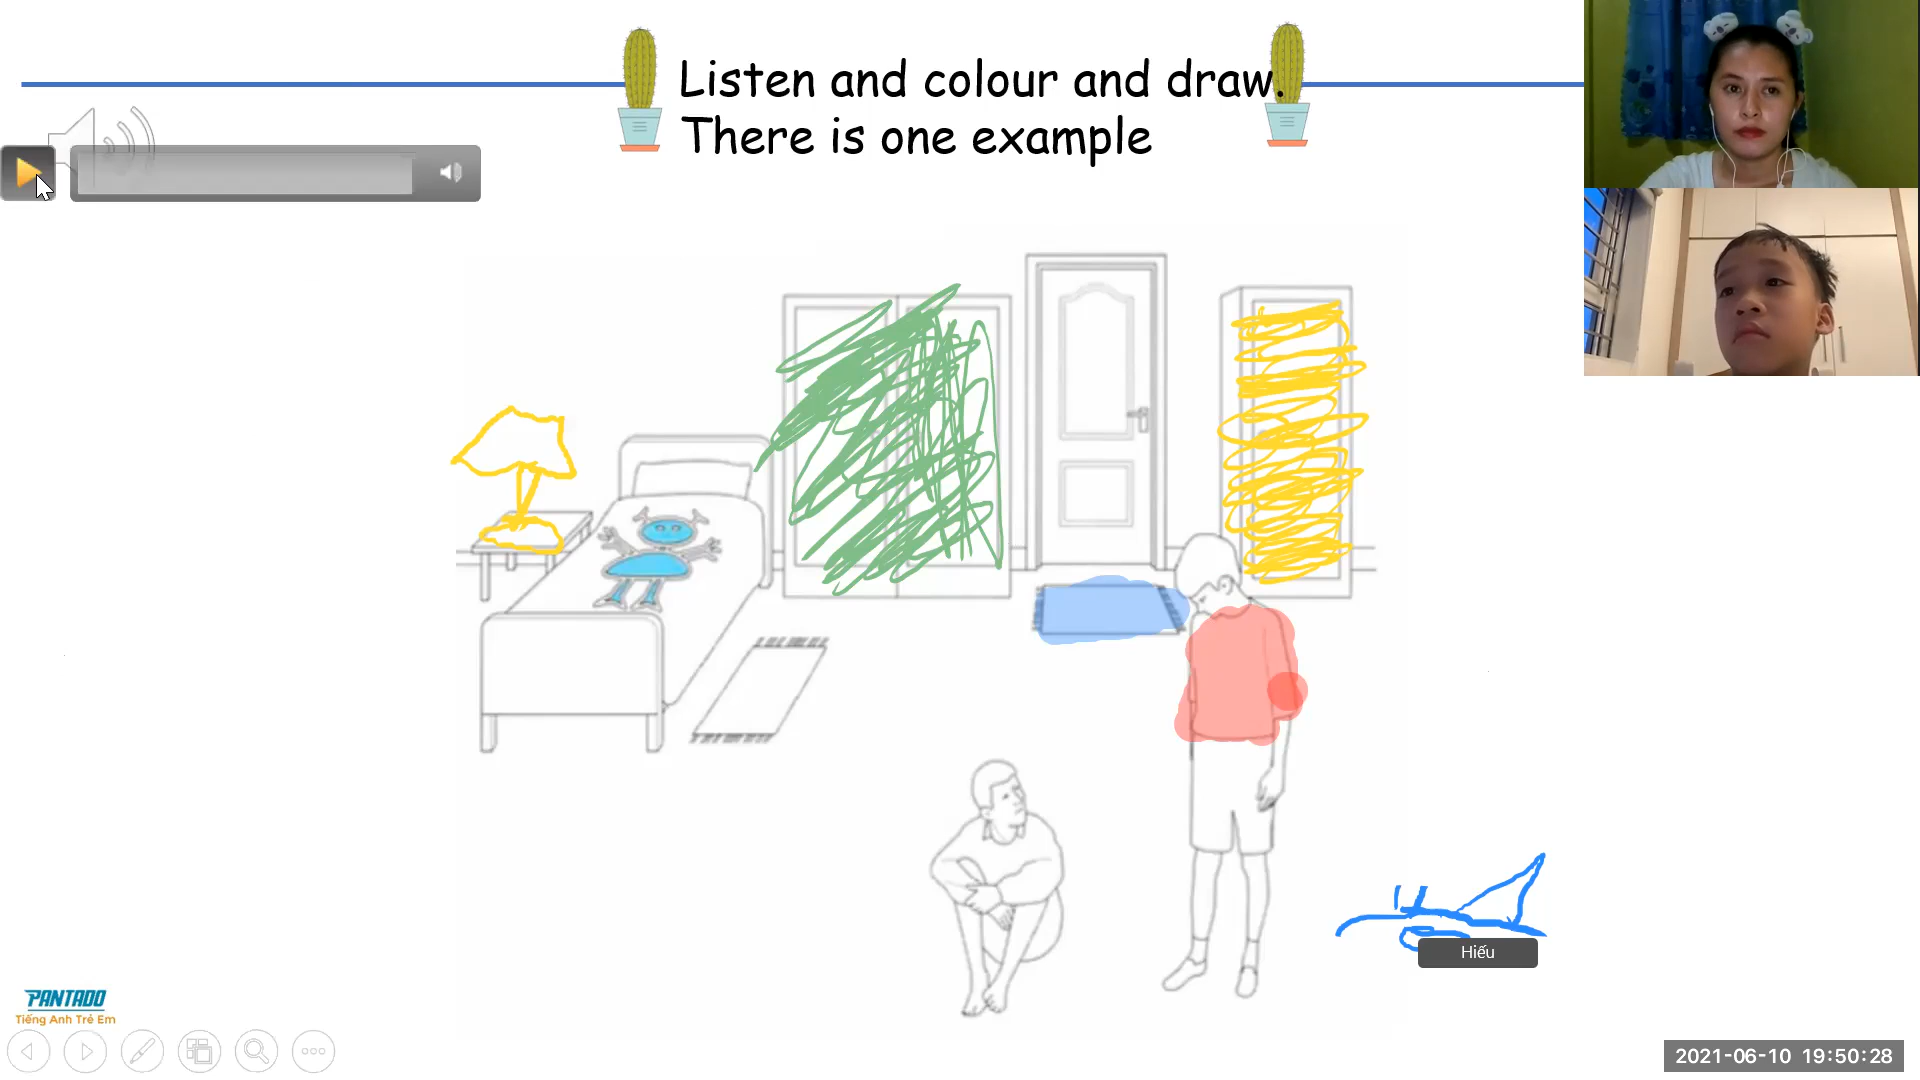 Listen and colour and draw.
There is one example
Hiếu
PANTADO
Tiếng Anh Trẻ Em
2021-06-10 19:50:28